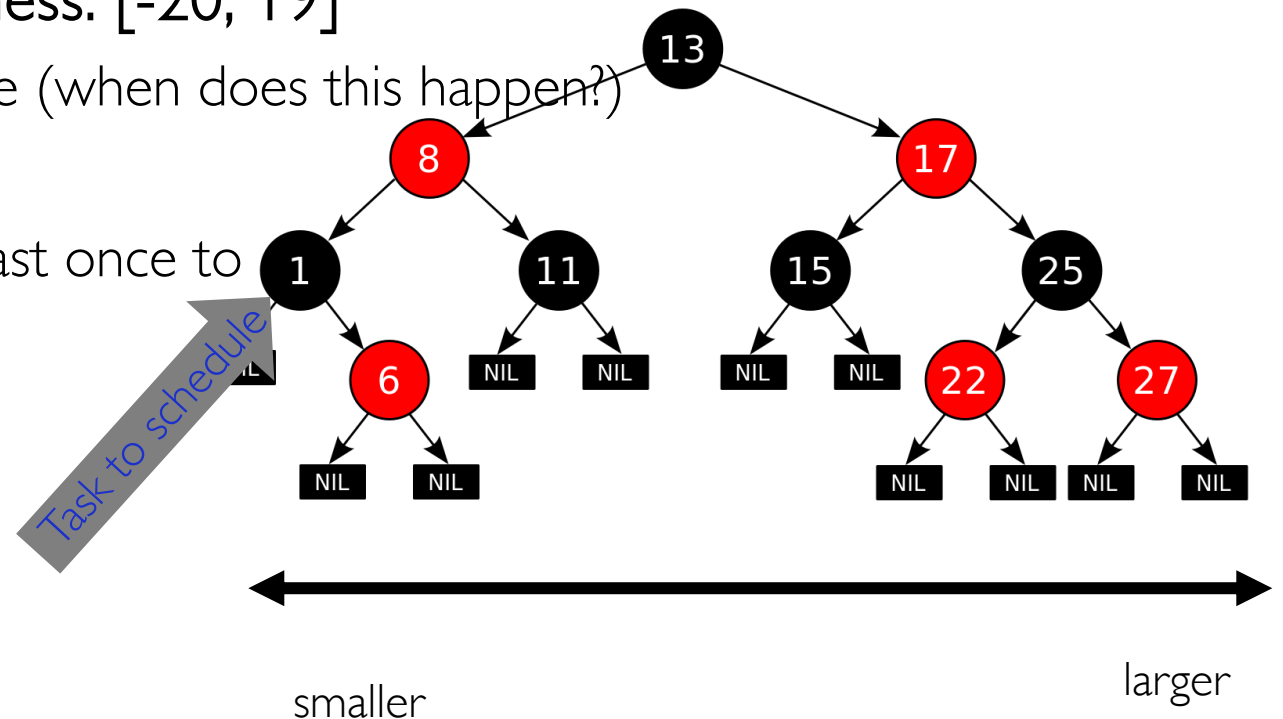 ness: [-20, 19]
e (when does this happen?)
ast once to
13
8
17
1
11
15
25
6
22
27
NIL
NIL
NIL
NIL
NIL
NIL
NIL
NIL
NIL
NIL
NIL
Task to schedule
smaller
larger